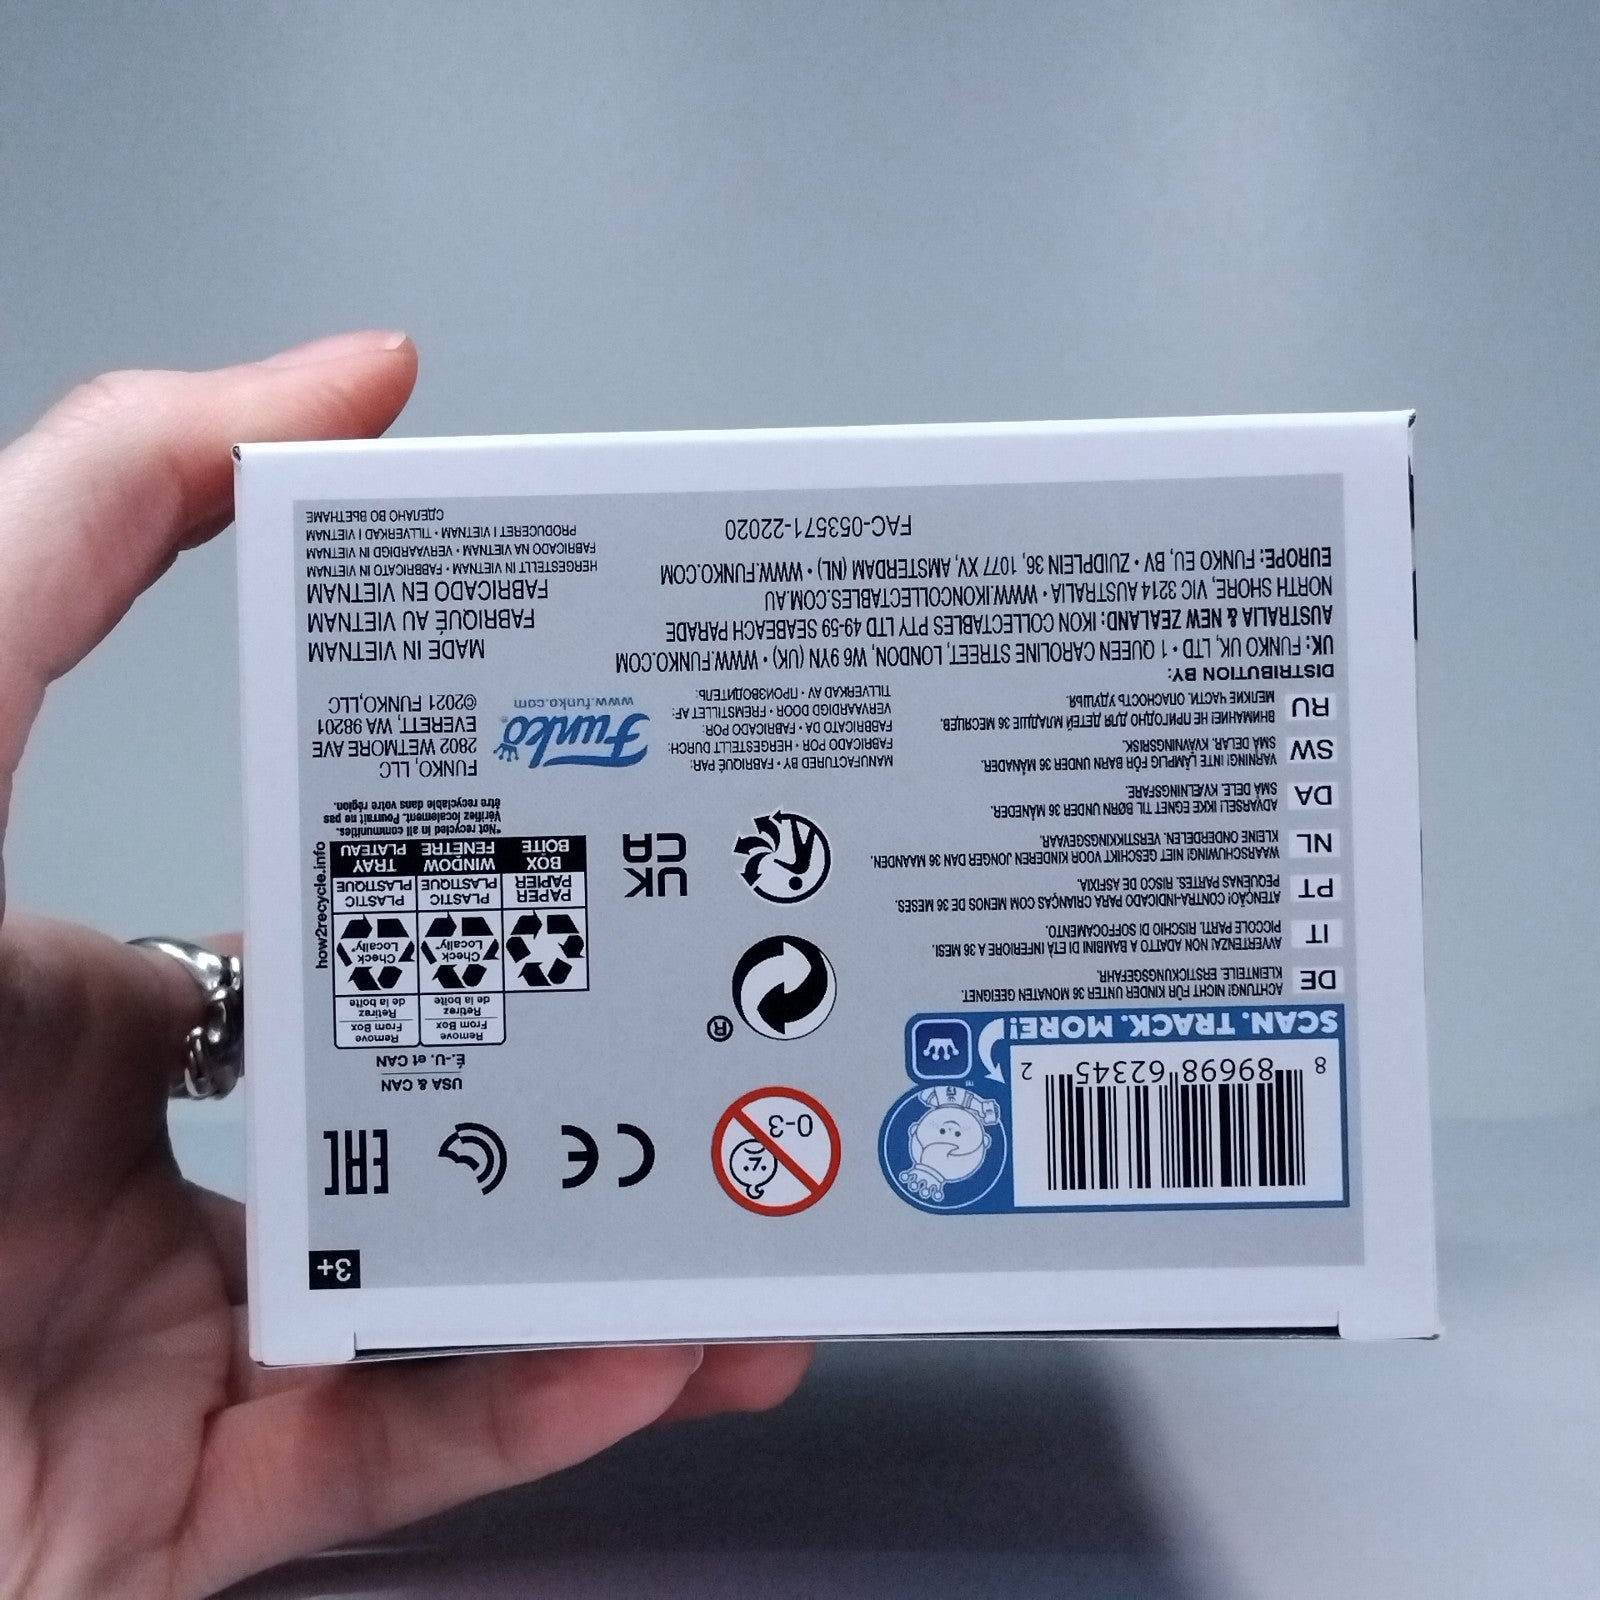 3+
8 89698 62345 2
SCAN. TRACK. MORE!
™
0-3
CE
EAC
USA & CAN
É.-U. et CAN
®
Remove
From Box
Retirez
de la boîte
Remove
From Box
Retirez
de la boîte
Check
Locally*
Check
Locally*
PAPER
PAPIER
PLASTIC
PLASTIQUE
PLASTIC
PLASTIQUE
BOX
BOÎTE
WINDOW
FENÊTRE
TRAY
PLATEAU
how2recycle.info
*Not recycled in all communities.
Vérifiez localement. Pourrait ne pas
être recyclable dans votre région.
UK
CA
DE
ACHTUNG! NICHT FÜR KINDER UNTER 36 MONATEN GEEIGNET.
KLEINTEILE. ERSTICKUNGSGEFAHR.
IT
AVVERTENZA! NON ADATTO A BAMBINI DI ETÀ INFERIORE A 36 MESI.
PICCOLE PARTI. RISCHIO DI SOFFOCAMENTO.
PT
ATENÇÃO! CONTRA-INDICADO PARA CRIANÇAS COM MENOS DE 36 MESES.
PEQUENAS PARTES. RISCO DE ASFIXIA.
NL
WAARSCHUWING! NIET GESCHIKT VOOR KINDEREN JONGER DAN 36 MAANDEN.
KLEINE ONDERDELEN. VERSTIKKINGSGEVAAR.
DA
ADVARSEL! IKKE EGNET TIL BØRN UNDER 36 MÅNEDER.
SMÅ DELE. KVÆLNINGSFARE.
SW
VARNING! INTE LÄMPLIG FÖR BARN UNDER 36 MÅNADER.
SMÅ DELAR. KVÄVNINGSRISK.
RU
ВНИМАНИЕ! НЕ ПРИГОДНО ДЛЯ ДЕТЕЙ МЛАДШЕ 36 МЕСЯЦЕВ.
МЕЛКИЕ ЧАСТИ. ОПАСНОСТЬ УДУШЬЯ.
MANUFACTURED BY • FABRIQUÉ PAR:
FABRICADO POR • HERGESTELLT DURCH:
FABRICATO DA • FABRICADO POR:
VERVAARDIGD DOOR • FREMSTILLET AF:
TILLVERKAD AV • ПРОИЗВОДИТЕЛЬ:
Funko®
www.funko.com
FUNKO, LLC
2802 WETMORE AVE
EVERETT, WA 98201
©2021 FUNKO,LLC
DISTRIBUTION BY:
UK: FUNKO UK, LTD • 1 QUEEN CAROLINE STREET, LONDON, W6 9YN (UK) • WWW.FUNKO.COM
AUSTRALIA & NEW ZEALAND: IKON COLLECTABLES PTY LTD 49-59 SEABEACH PARADE
NORTH SHORE, VIC 3214 AUSTRALIA • WWW.IKONCOLLECTABLES.COM.AU
EUROPE: FUNKO EU, BV • ZUIDPLEIN 36, 1077 XV, AMSTERDAM (NL) • WWW.FUNKO.COM
FAC-053571-22020
MADE IN VIETNAM
FABRIQUÉ AU VIETNAM
FABRICADO EN VIETNAM
HERGESTELLT IN VIETNAM • FABBRICATO IN VIETNAM
FABRICADO NA VIETNAM • VERVAARDIGD IN VIETNAM
PRODUCERET I VIETNAM • TILLVERKAD I VIETNAM
СДЕЛАНО ВО ВЬЕТНАМЕ